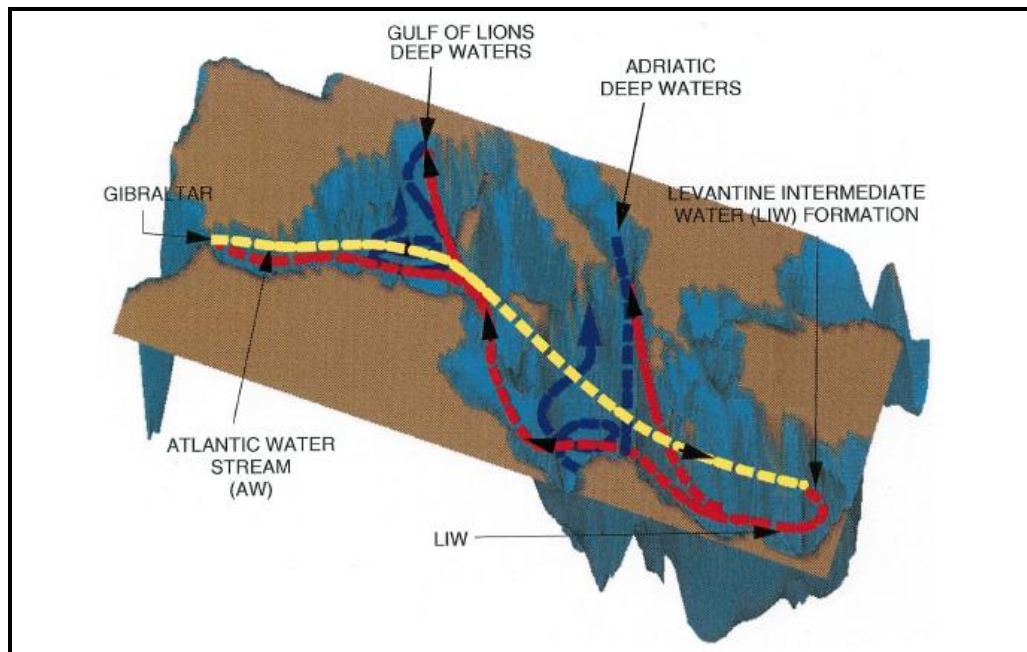 GULF OF LIONS
DEEP WATERS
ADRIATIC
DEEP WATERS
GIBRALTAR
LEVANTINE INTERMEDIATE
WATER (LIW) FORMATION
ATLANTIC WATER
STREAM
(AW)
LIW